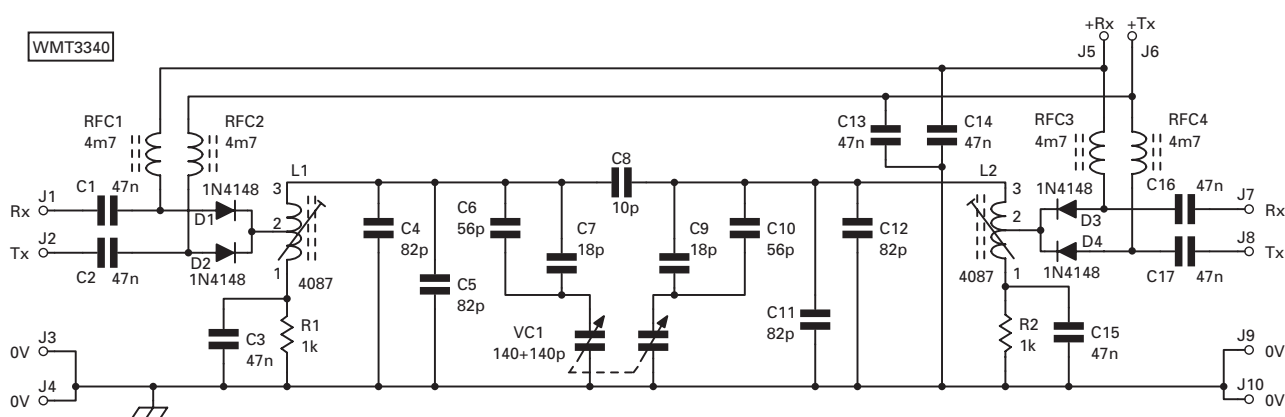 WMT3340
+Rx +Tx
J5 J6
RFC1
4m7
RFC2
4m7
C13
47n
C14
47n
RFC3
4m7
RFC4
4m7
J1
Rx
C1 47n
1N4148
D1
L1
3
2
1
4087
J2
Tx
C2 47n
D2
1N4148
C3
47n
R1
1k
C4
82p
C5
82p
C6
56p
C7
18p
C8
10p
C9
18p
C10
56p
C11
82p
C12
82p
VC1
140+140p
L2
3
2
1
4087
1N4148
D3
D4
1N4148
C16 47n
C17 47n
J7
Rx
J8
Tx
R2
1k
C15
47n
J3
0V
J4
0V
J9
0V
J10
0V